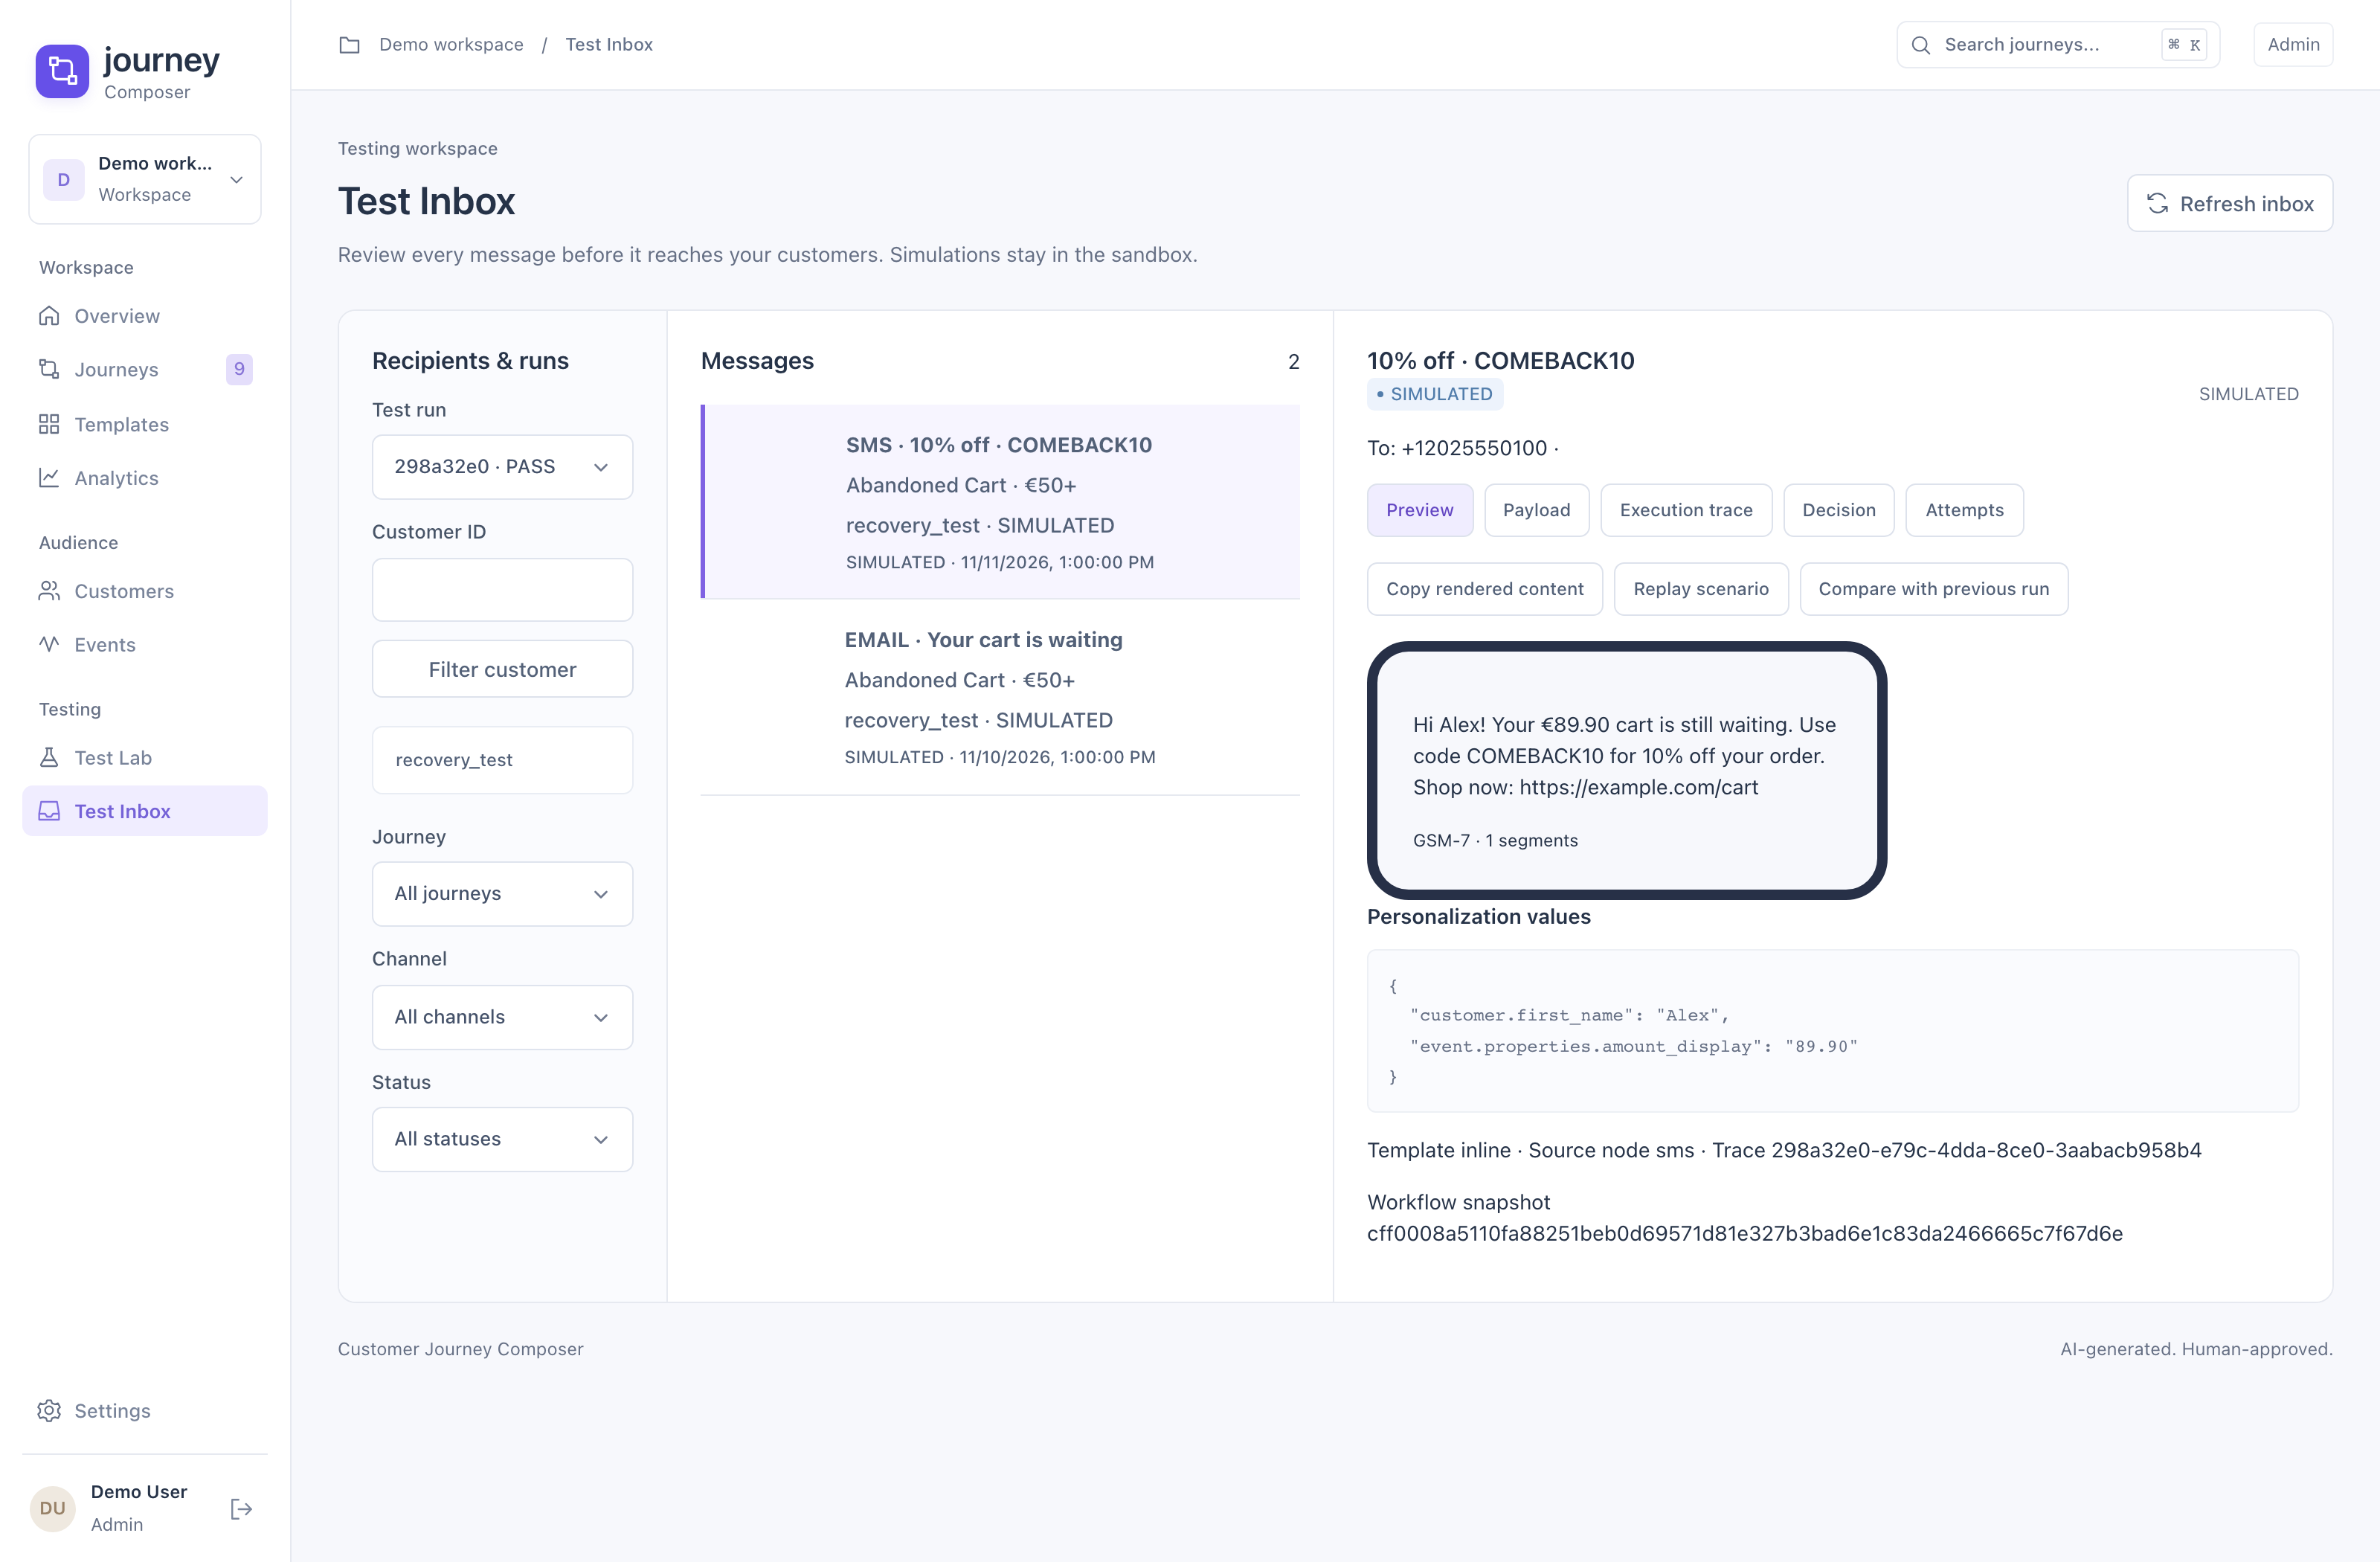 journey
Composer
D
Demo work...
Workspace
Workspace
Overview
Journeys
9
Templates
Analytics
Audience
Customers
Events
Testing
Test Lab
Test Inbox
Settings
DU
Demo User
Admin
Demo workspace / Test Inbox
Search journeys...
⌘ K
Admin
Testing workspace
Test Inbox
Refresh inbox
Review every message before it reaches your customers. Simulations stay in the sandbox.
Recipients & runs
Test run
298a32e0 · PASS
Customer ID
Filter customer
recovery_test
Journey
All journeys
Channel
All channels
Status
All statuses
Messages
2
SMS · 10% off · COMEBACK10
Abandoned Cart · €50+
recovery_test · SIMULATED
SIMULATED · 11/11/2026, 1:00:00 PM
EMAIL · Your cart is waiting
Abandoned Cart · €50+
recovery_test · SIMULATED
SIMULATED · 11/10/2026, 1:00:00 PM
10% off · COMEBACK10
• SIMULATED
SIMULATED
To: +12025550100 ·
Preview
Payload
Execution trace
Decision
Attempts
Copy rendered content
Replay scenario
Compare with previous run
Hi Alex! Your €89.90 cart is still waiting. Use
code COMEBACK10 for 10% off your order.
Shop now: https://example.com/cart
GSM-7 · 1 segments
Personalization values
{
"customer.first_name": "Alex",
"event.properties.amount_display": "89.90"
}
Template inline · Source node sms · Trace 298a32e0-e79c-4dda-8ce0-3aabacb958b4
Workflow snapshot
cff0008a5110fa88251beb0d69571d81e327b3bad6e1c83da2466665c7f67d6e
Customer Journey Composer
AI-generated. Human-approved.